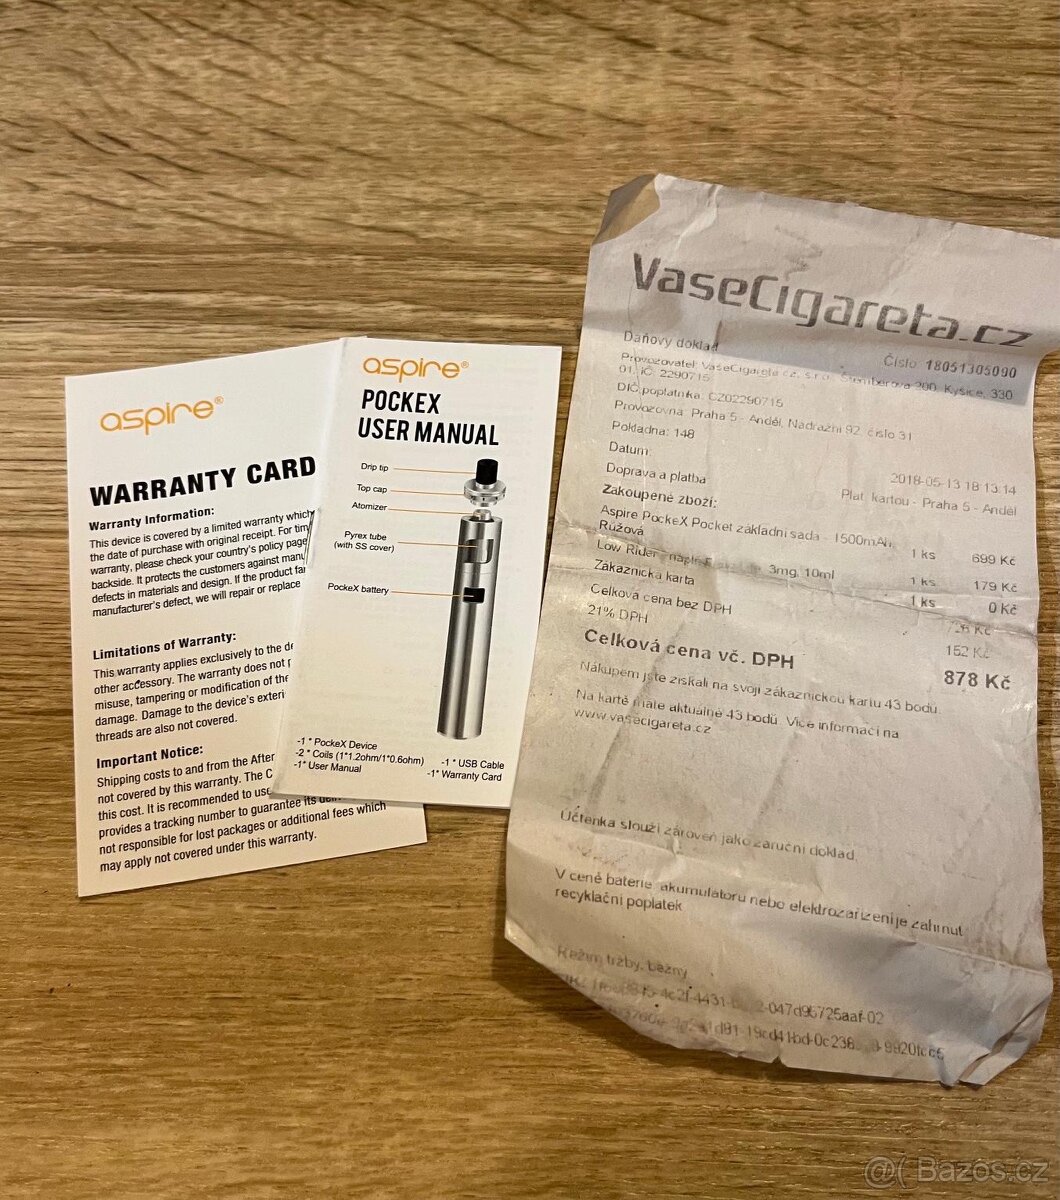 aspire®
WARRANTY CARD
Warranty Information:
This device is covered by a limited warranty which
the date of purchase with original receipt. For
warranty, please check your country's policy page
backside. It protects the customers against
defects in materials and design. If the product
manufacturer's defect, we will repair or replace
Limitations of Warranty:
This warranty applies exclusively to the
other accessory. The warranty does not
misuse, tampering or modification of the
damage. Damage to the device's
threads are also not covered.
Important Notice:
Shipping costs to and from the After
not covered by this warranty. The
this cost. It is recommended to use
provides a tracking number to guarantee its
not responsible for lost packages or additional fees which
may apply not covered under this warranty.
aspire®
POCKEX
USER MANUAL
Drip tip
Top cap
Atomizer
Pyrex tube
(with SS cover)
PockeX battery
-1 * PockeX Device
-2 * Coils (1*1.2ohm/1*0.6ohm)
-1* User Manual
-1 * USB Cable
-1* Warranty Card
VaseCigareta.cz
Daňový doklad
Číslo 18051305090
Provozovatel: VaseCigareta.cz, s.r.o., Štemberova 200, Kyšice, 330
01, IČ: 2290715
DIČ poplatníka: CZ02290715
Provozovna: Praha 5 - Anděl, Nádražní 92, číslo 31
Pokladna: 148
Datum: 2018-05-13 18:13:14
Doprava a platba Plat. kartou - Praha 5 - Anděl
Zakoupené zboží:
Aspire PockeX Pocket základní sada - 1500mAh, 1 ks 699 Kč
Růžová
Low Rider 3mg, 10ml 1 ks 179 Kč
Zákaznická karta 1 ks 0 Kč
Celková cena bez DPH Kč
21% DPH 152 Kč
Celková cena vč. DPH 878 Kč
Nákupem jste získali na svoji zákaznickou kartu 43 bodů.
Na kartě máte aktuálně 43 bodů. Více informací na
www.vasecigareta.cz
Účtenka slouží zároveň jako záruční doklad.
V ceně baterie, akumulátoru nebo elektrozařízení je zahrnut
recyklační poplatek
Režim tržby: běžný
-047d96725aaf-02
@( Bazos.cz